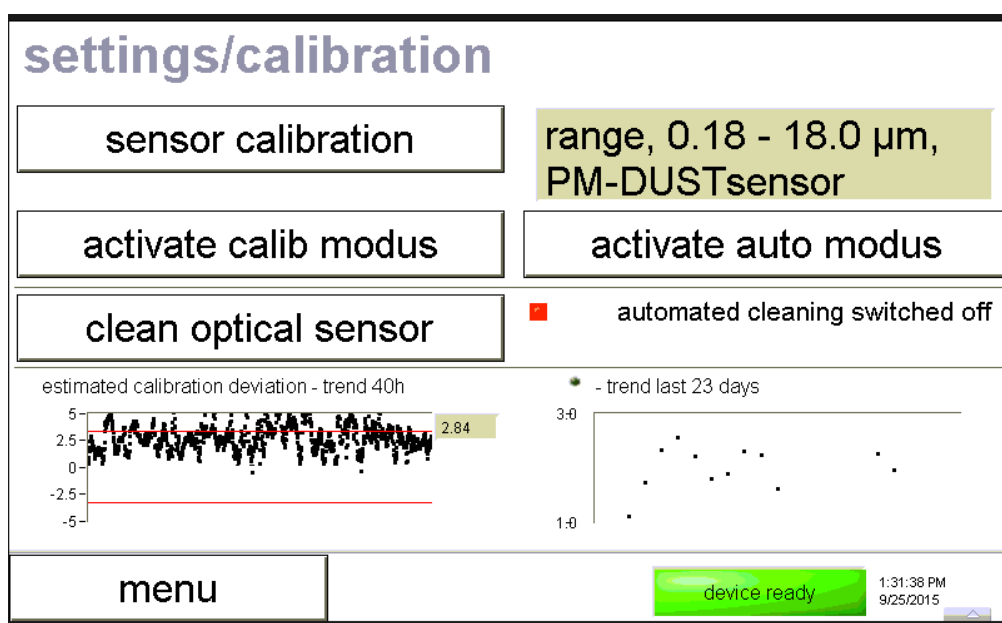 settings/calibration
sensor calibration
range, 0.18 - 18.0 µm,
PM-DUSTsensor
activate calib modus
activate auto modus
clean optical sensor
automated cleaning switched off
estimated calibration deviation - trend 40h
- trend last 23 days
5
2.5
0
-2.5
-5
2.84
3.0
1.0
menu
device ready
1:31:38 PM
9/25/2015